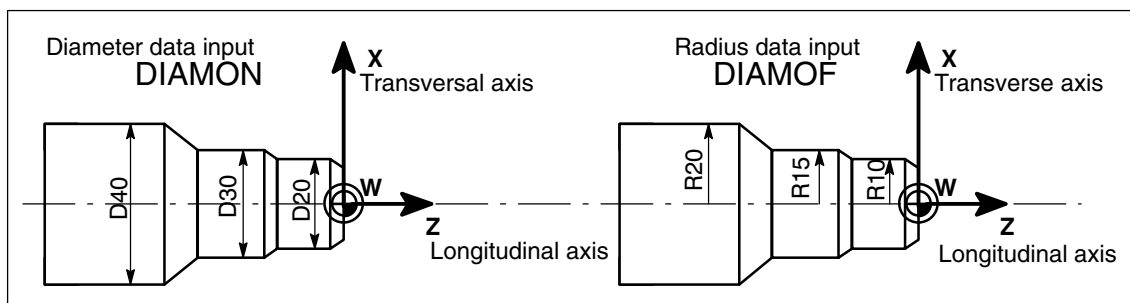 Diameter data input
DIAMON
X
Transversal axis
D40
D30
D20
W
Z
Longitudinal axis
Radius data input
DIAMOF
X
Transverse axis
R20
R15
R10
W
Z
Longitudinal axis